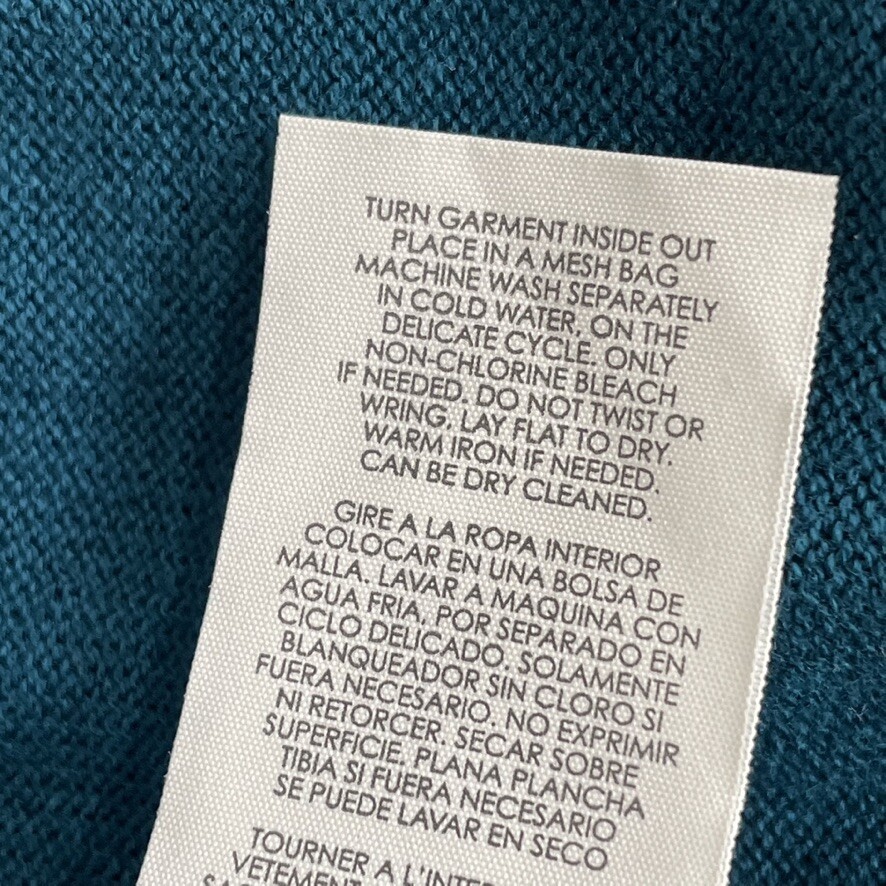 TURN GARMENT INSIDE OUT
PLACE IN A MESH BAG
MACHINE WASH SEPARATELY
IN COLD WATER, ON THE
DELICATE CYCLE. ONLY
NON-CHLORINE BLEACH
IF NEEDED. DO NOT TWIST OR
WRING. LAY FLAT TO DRY.
WARM IRON IF NEEDED.
CAN BE DRY CLEANED.
GIRE A LA ROPA INTERIOR
COLOCAR EN UNA BOLSA DE
MALLA. LAVAR A MAQUINA CON
AGUA FRIA, POR SEPARADO EN
CICLO DELICADO. SOLAMENTE
BLANQUEADOR SIN CLORO SI
FUERA NECESARIO. NO EXPRIMIR
NI RETORCER. SECAR SOBRE
SUPERFICIE. PLANA PLANCHA
TIBIA SI FUERA NECESARIO
SE PUEDE LAVAR EN SECO
TOURNER A L'INTE
VETEMENT